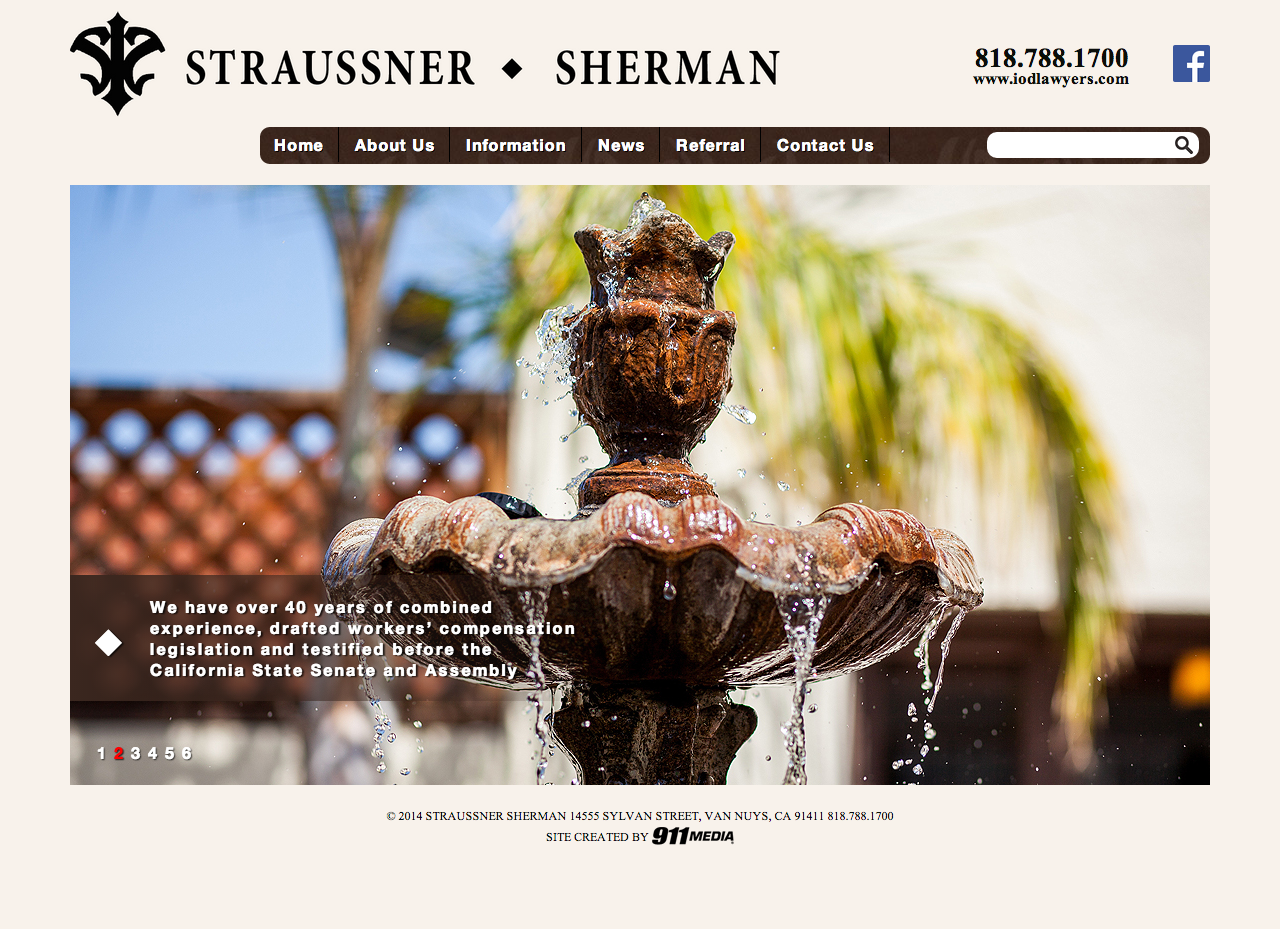 STRAUSSNER ◆ SHERMAN
818.788.1700
www.iodlawyers.com
Home About Us Information News Referral Contact Us
We have over 40 years of combined
experience, drafted workers’ compensation
legislation and testified before the
California State Senate and Assembly
1 2 3 4 5 6
© 2014 STRAUSSNER SHERMAN 14555 SYLVAN STREET, VAN NUYS, CA 91411 818.788.1700
SITE CREATED BY 911MEDIA